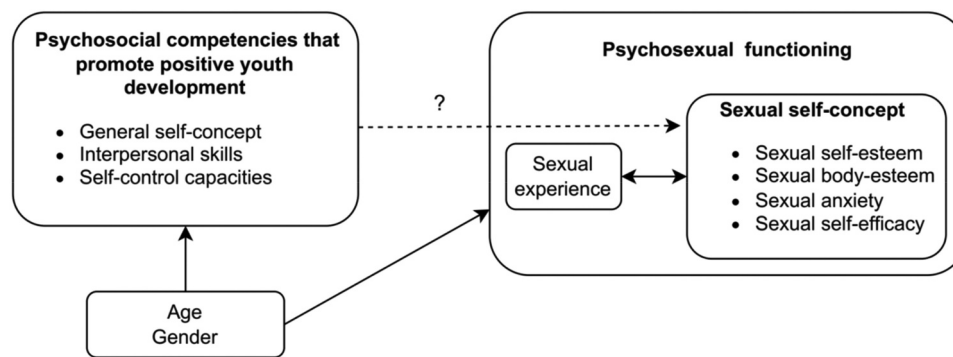 Psychosocial competencies that
promote positive youth
development
• General self-concept
• Interpersonal skills
• Self-control capacities
?
Psychosexual functioning
Sexual self-concept
• Sexual self-esteem
• Sexual body-esteem
• Sexual anxiety
• Sexual self-efficacy
Sexual
experience
Age
Gender